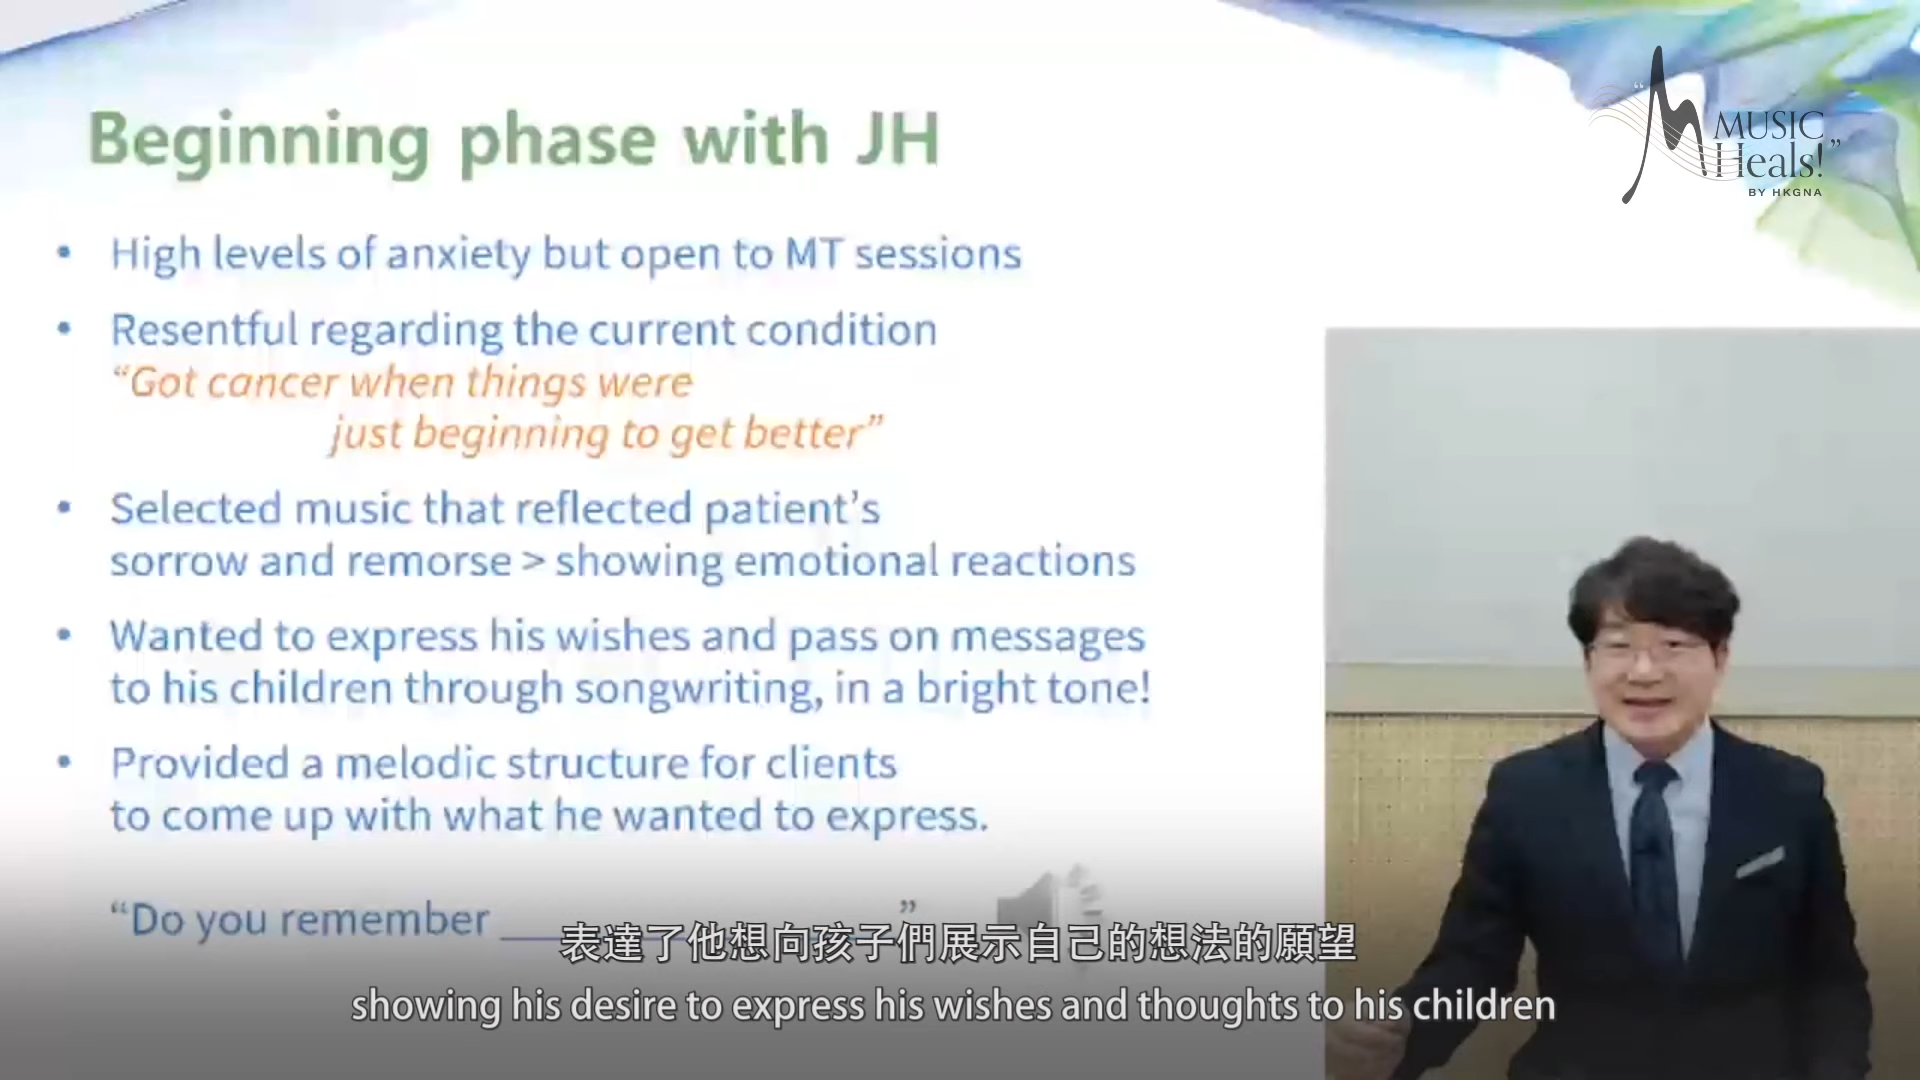 Beginning phase with JH
“MUSIC
Heals!”
BY HKGNA
• High levels of anxiety but open to MT sessions
• Resentful regarding the current condition
“Got cancer when things were
just beginning to get better”
• Selected music that reflected patient’s
sorrow and remorse > showing emotional reactions
• Wanted to express his wishes and pass on messages
to his children through songwriting, in a bright tone!
• Provided a melodic structure for clients
to come up with what he wanted to express.
“Do you remember ____________”
表達了他想向孩子們展示自己的想法的願望
showing his desire to express his wishes and thoughts to his children